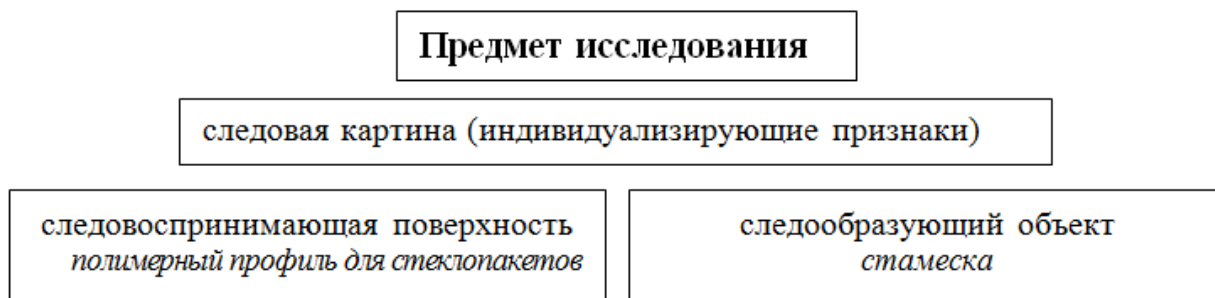 Предмет исследования
следовая картина (индивидуализирующие признаки)
следовоспринимающая поверхность
полимерный профиль для стеклопакетов
следообразующий объект
стамеска